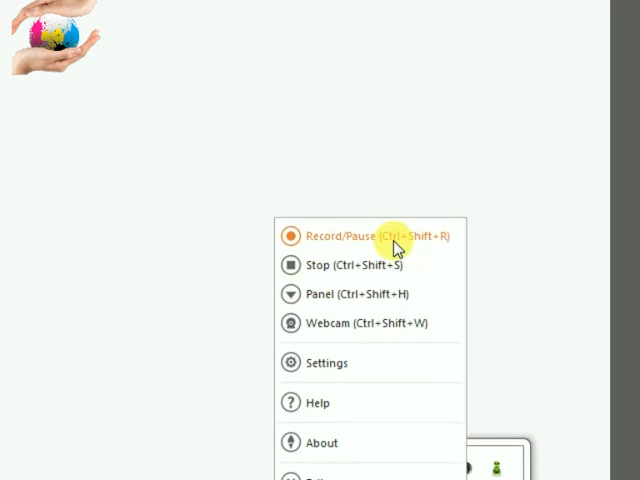 Record/Pause (Ctrl+Shift+R)
Stop (Ctrl+Shift+S)
Panel (Ctrl+Shift+H)
Webcam (Ctrl+Shift+W)
Settings
Help
About